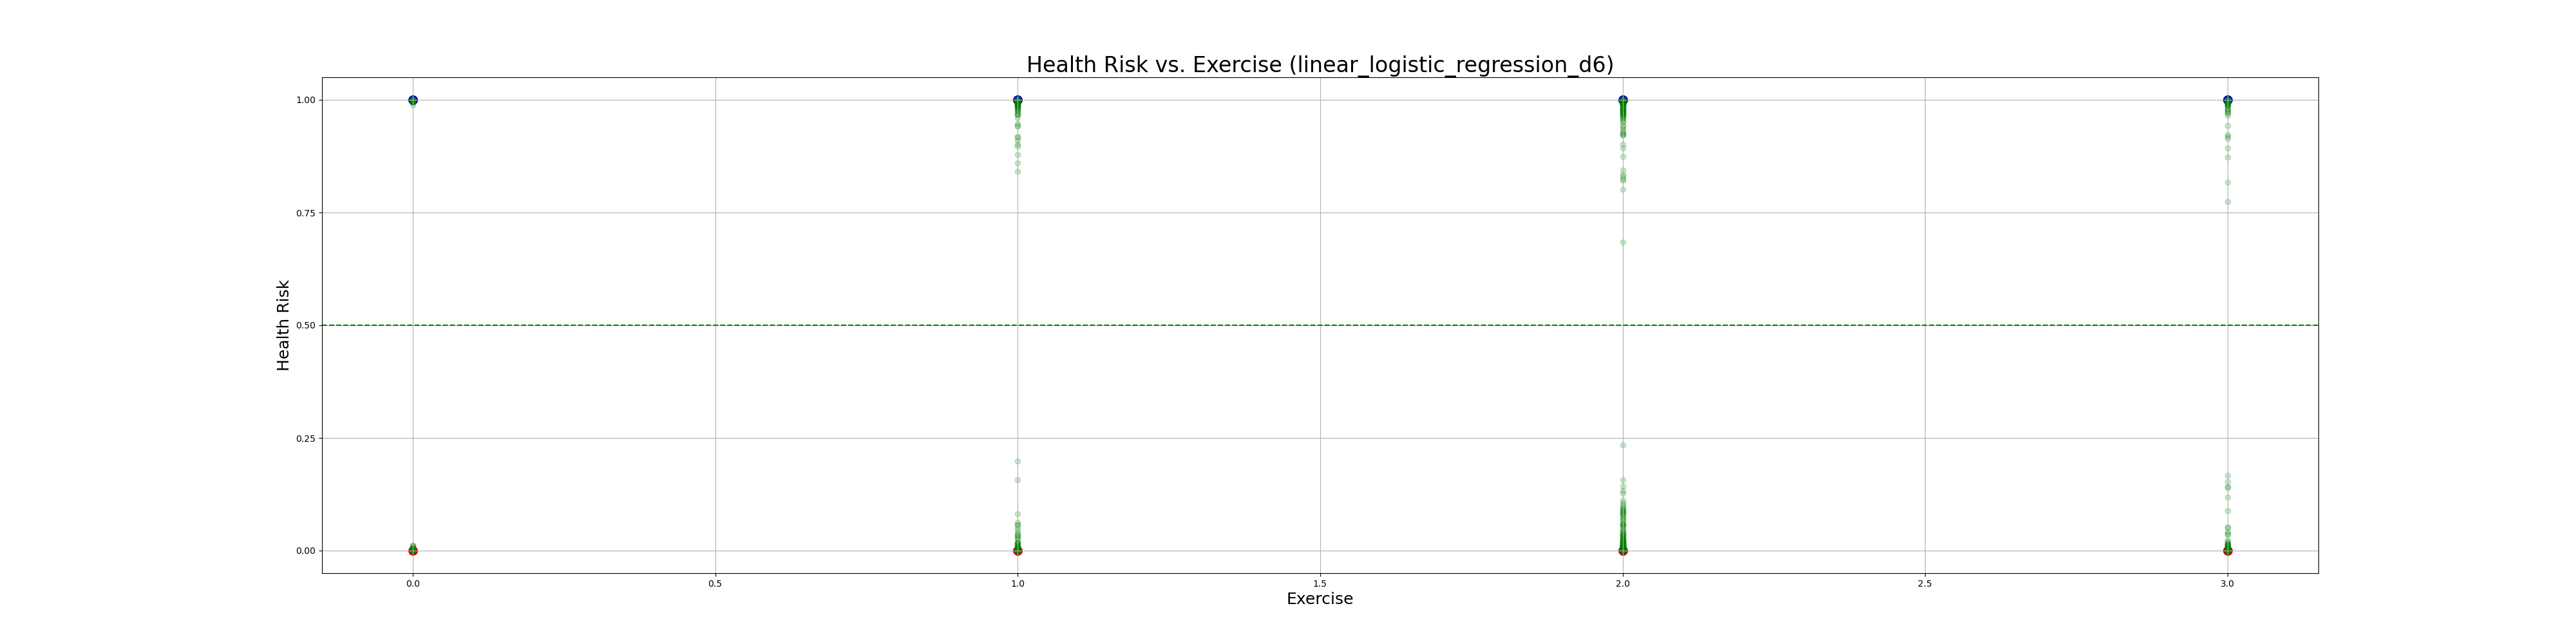 Health Risk vs. Exercise (linear_logistic_regression_d6)
1.00
0.75
0.50
0.25
0.00
Health Risk
0.0 0.5 1.0 1.5 2.0 2.5 3.0
Exercise